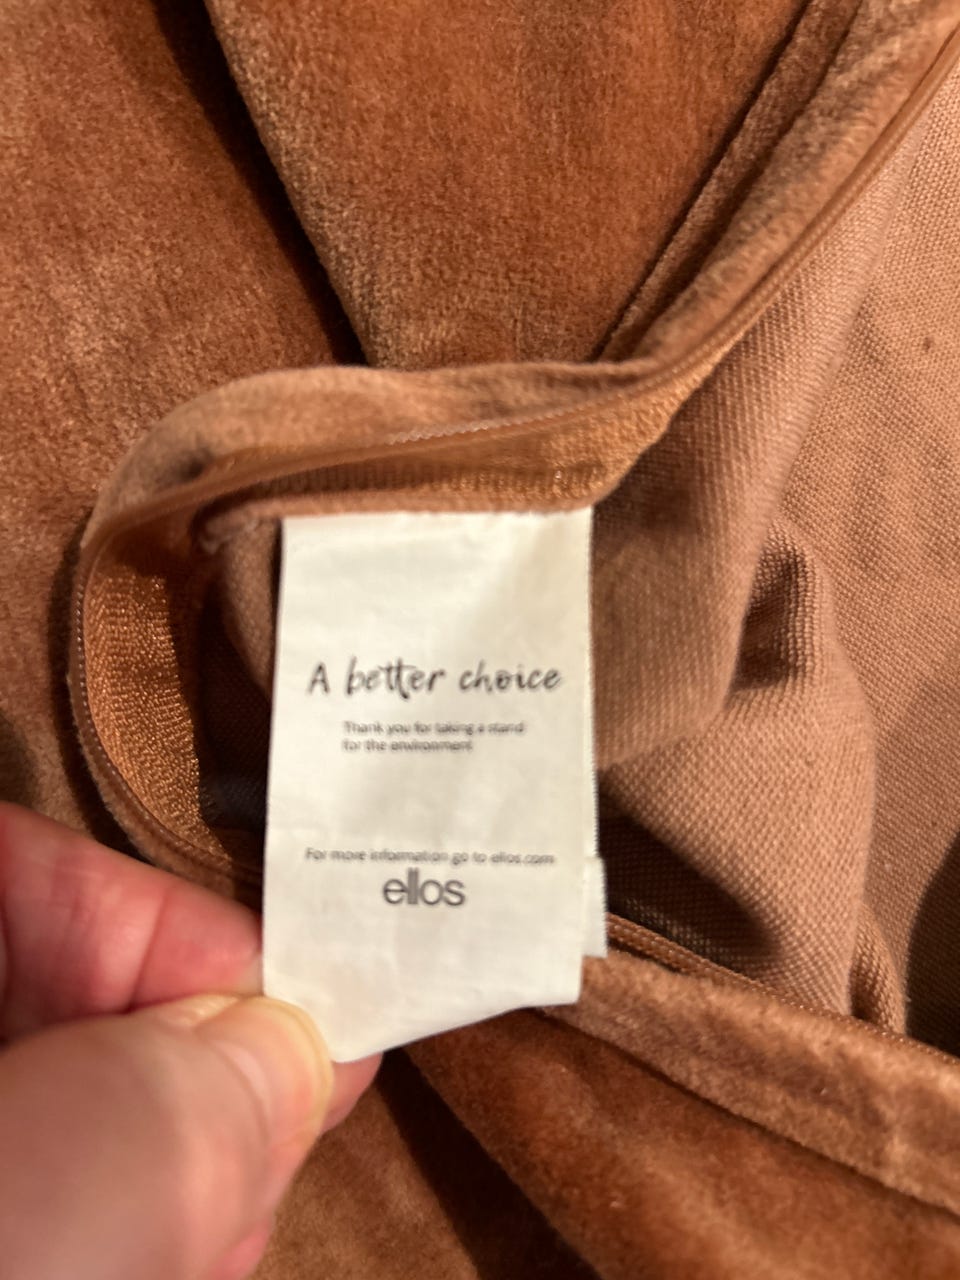 A better choice
Thank you for taking a stand
for the environment
For more information go to ellos.com
ellos